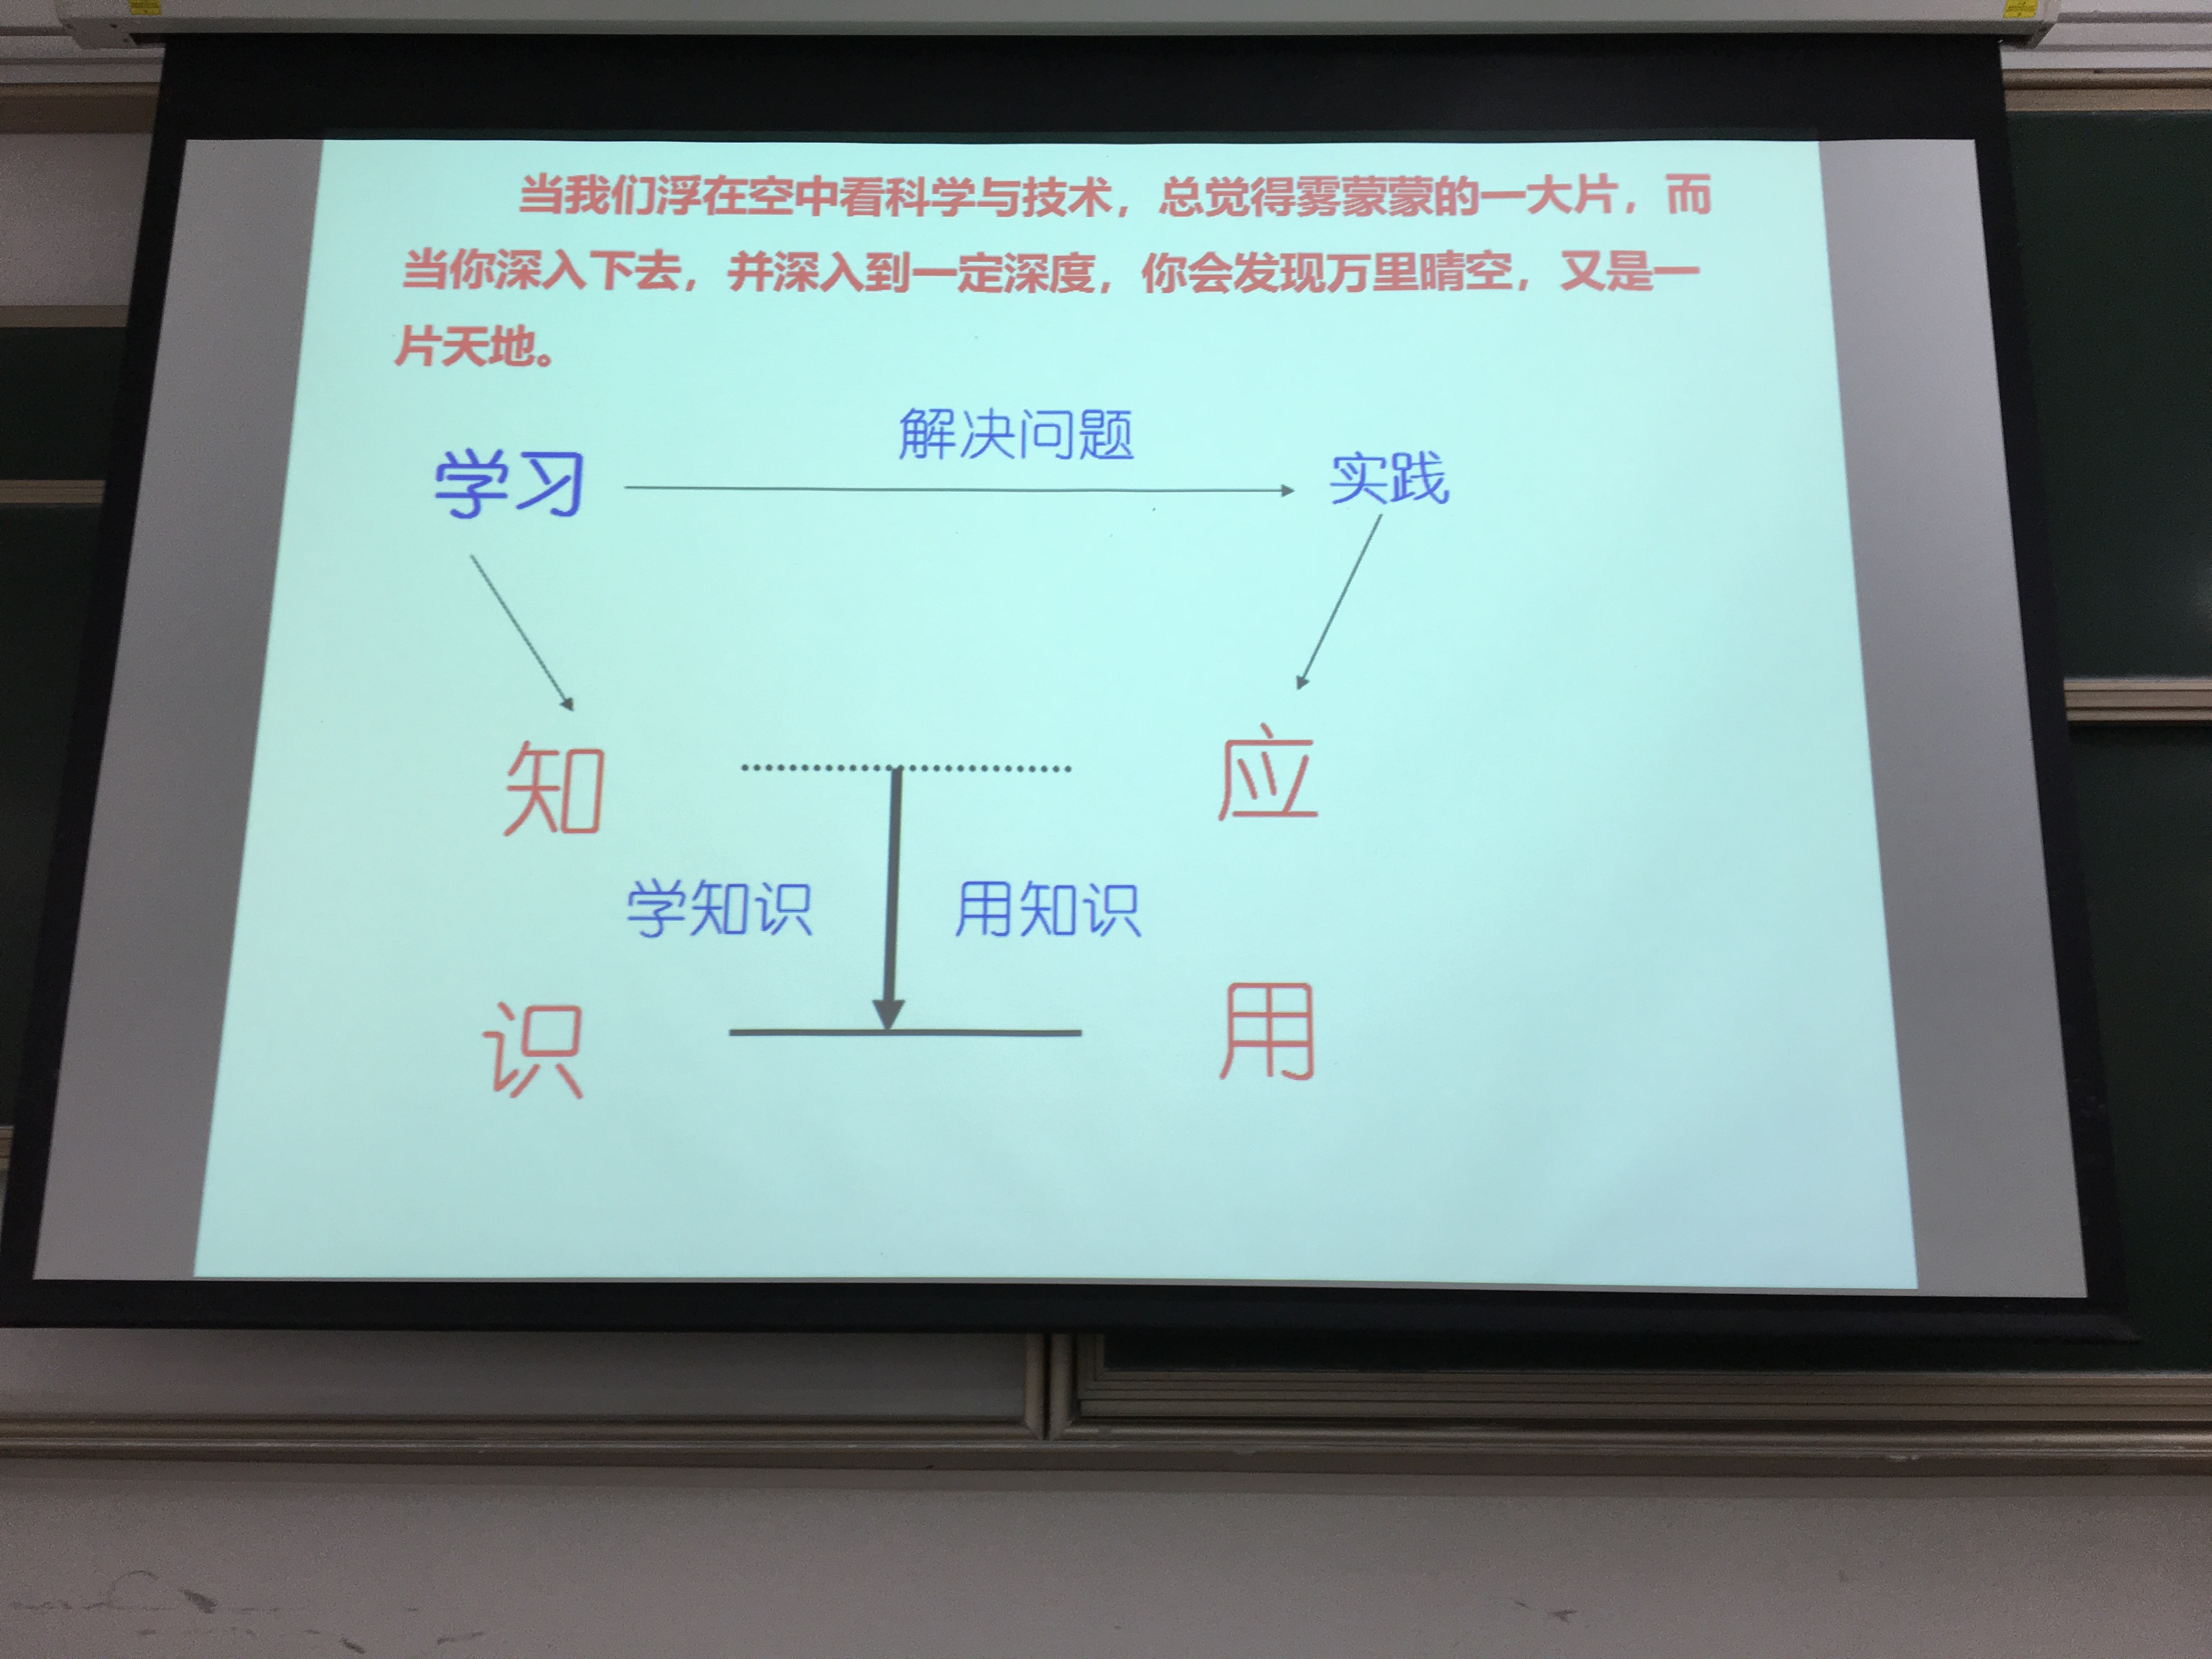 当我们浮在空中看科学与技术，总觉得雾蒙蒙的一大片，而
当你深入下去，并深入到一定深度，你会发现万里晴空，又是一
片天地。
解决问题
学习
实践
知
应
学知识
用知识
识
用